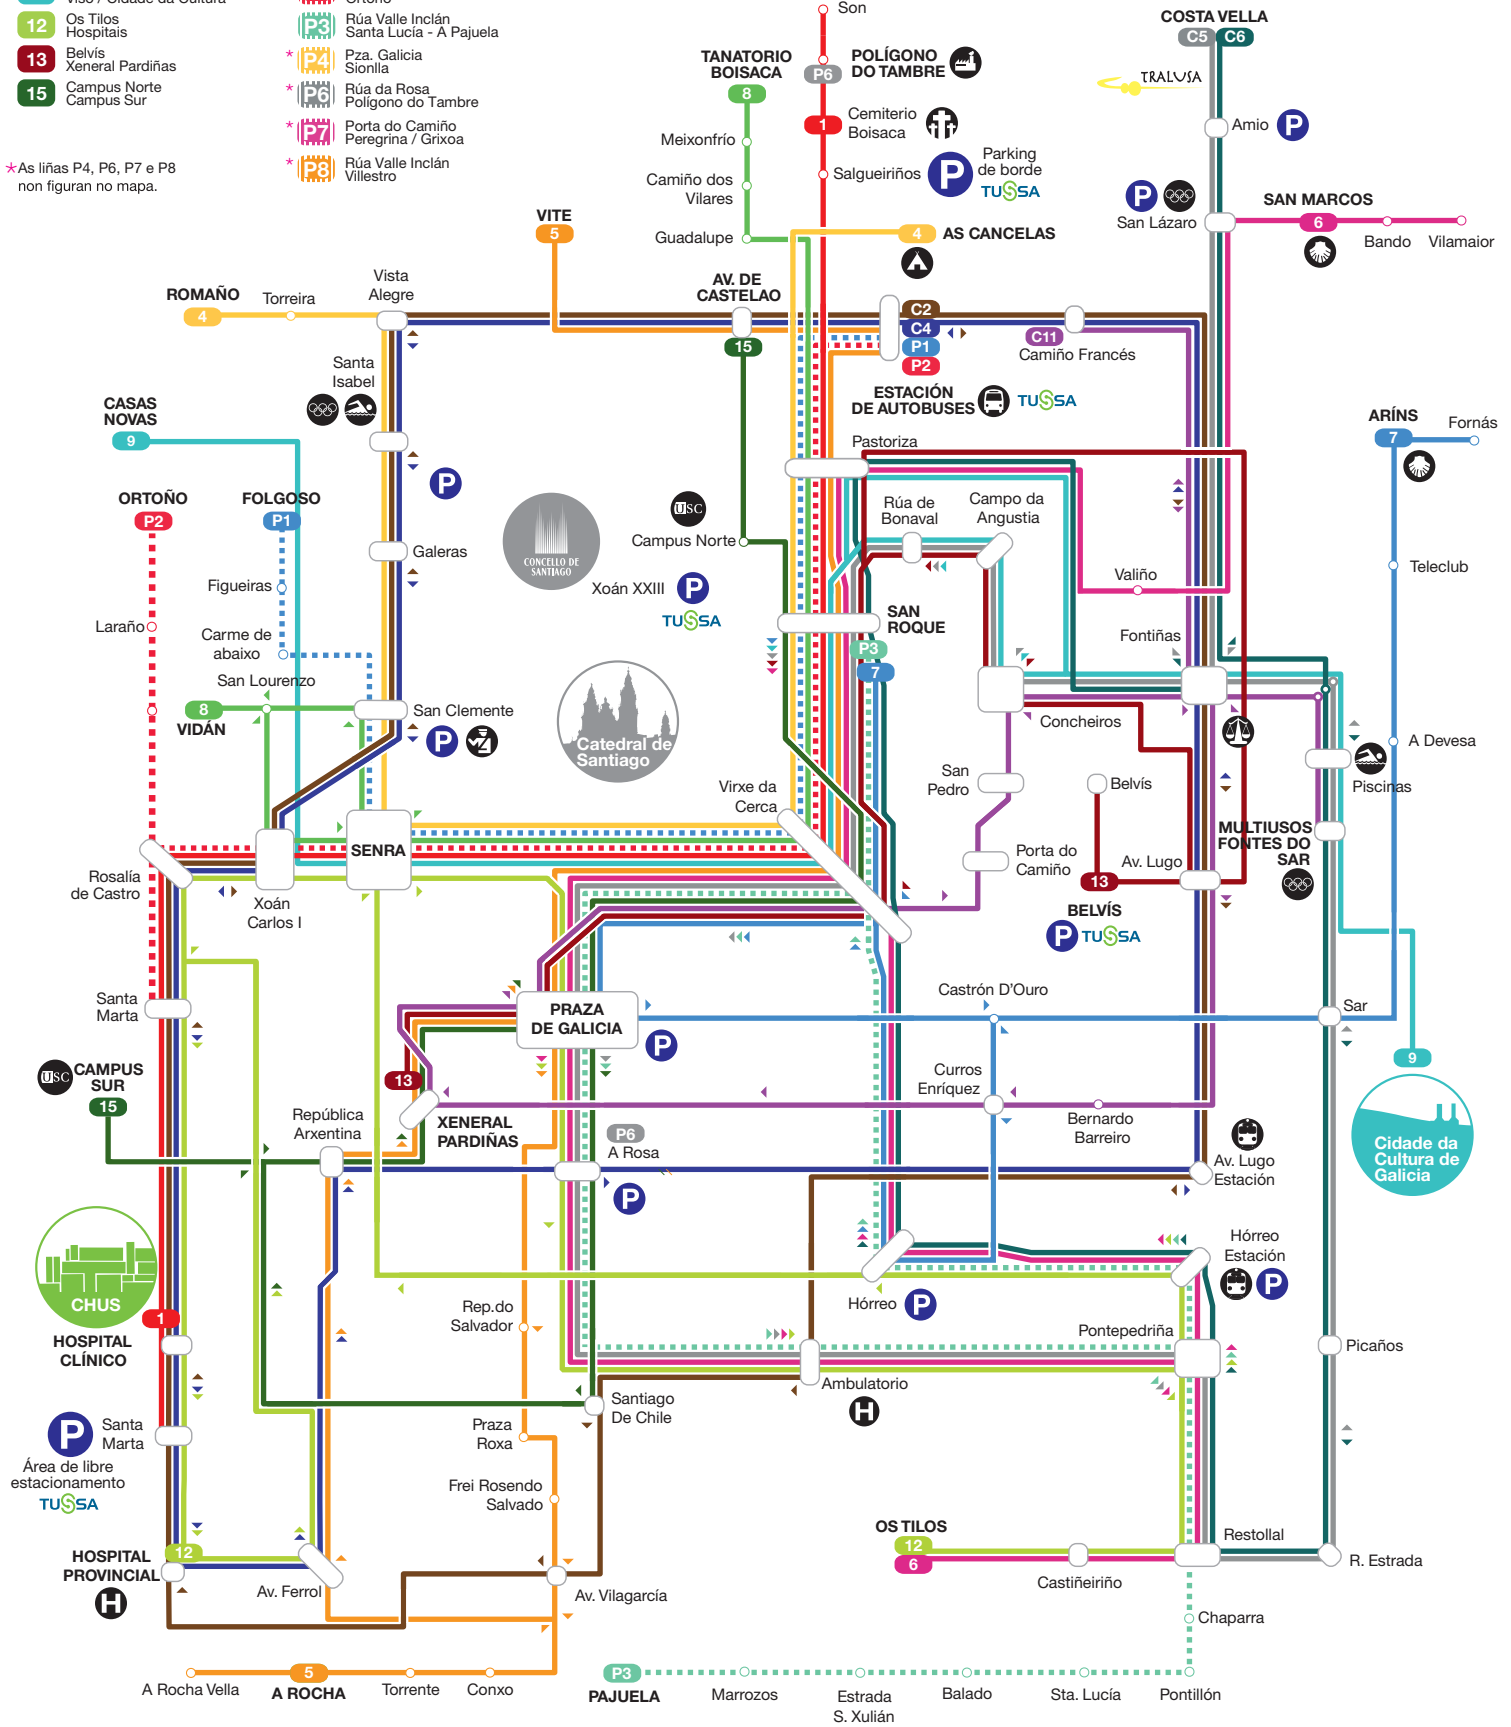 Viso / Cidade da Cultura
12 Os Tilos
Hospitais
13 Belvís
Xeneral Pardiñas
15 Campus Norte
Campus Sur
Ortoño
P3 Rúa Valle Inclán
Santa Lucía - A Pajuela
* P4 Pza. Galicia
Sionlla
* P6 Rúa da Rosa
Polígono do Tambre
* P7 Porta do Camiño
Peregrina / Grixoa
* P8 Rúa Valle Inclán
Villestro
*As liñas P4, P6, P7 e P8
non figuran no mapa.
Son
TANATORIO
BOISACA
8
POLÍGONO
DO TAMBRE
P6
COSTA VELLA
C5 C6
TRALUSA
Meixonfrío
1
Cemiterio
Boisaca
Amio P
Camiño dos
Vilares
Salgueiriños
P
Parking
de borde
TUSSA
P
San Lázaro
SAN MARCOS
6
Bando
Vilamaior
VITE
5
Guadalupe
4 AS CANCELAS
Vista
Alegre
ROMAÑO
4
Torreira
AV. DE
CASTELAO
15
C2
C4
P1
P2
C11
Camiño Francés
Santa
Isabel
ESTACIÓN
DE AUTOBUSES
TUSSA
CASAS
NOVAS
9
ARÍNS
7
Fornás
Pastoriza
P
ORTOÑO
P2
FOLGOSO
P1
USC
Campus Norte
Rúa de
Bonaval
Campo da
Angustia
CONCELLO DE
SANTIAGO
Galeras
Xoán XXIII P
TUSSA
Valiño
Teleclub
Figueiras
Laraño
Carme de
abaixo
SAN
ROQUE
P3
7
Fontiñas
San Lourenzo
8
VIDÁN
San Clemente
P
Catedral de
Santiago
Concheiros
A Devesa
Virxe da
Cerca
San
Pedro
Belvís
Piscinas
SENRA
MULTIUSOS
FONTES DO
SAR
Rosalía
de Castro
Xoán
Carlos I
Porta do
Camiño
Av. Lugo
13
BELVÍS
P TUSSA
Santa
Marta
PRAZA
DE GALICIA
P
Castrón D'Ouro
Sar
USC CAMPUS
SUR
15
13
Curros
Enríquez
9
República
Arxentina
XENERAL
PARDIÑAS
P6
A Rosa
P
Bernardo
Barreiro
Av. Lugo
Estación
Cidade da
Cultura de
Galicia
CHUS
1
HOSPITAL
CLÍNICO
Rep.do
Salvador
Hórreo P
Hórreo
Estación
P
Pontepedriña
Picaños
Ambulatorio
H
Santiago
De Chile
P
Santa
Marta
Área de libre
estacionamento
TUSSA
Praza
Roxa
Frei Rosendo
Salvado
OS TILOS
12
6
Restollal
HOSPITAL
PROVINCIAL
H
12
Av. Ferrol
Av. Vilagarcía
Castiñeiriño
R. Estrada
Chaparra
A Rocha Vella
5
A ROCHA
Torrente
Conxo
P3
PAJUELA
Marrozos
Estrada
S. Xulián
Balado
Sta. Lucía
Pontillón